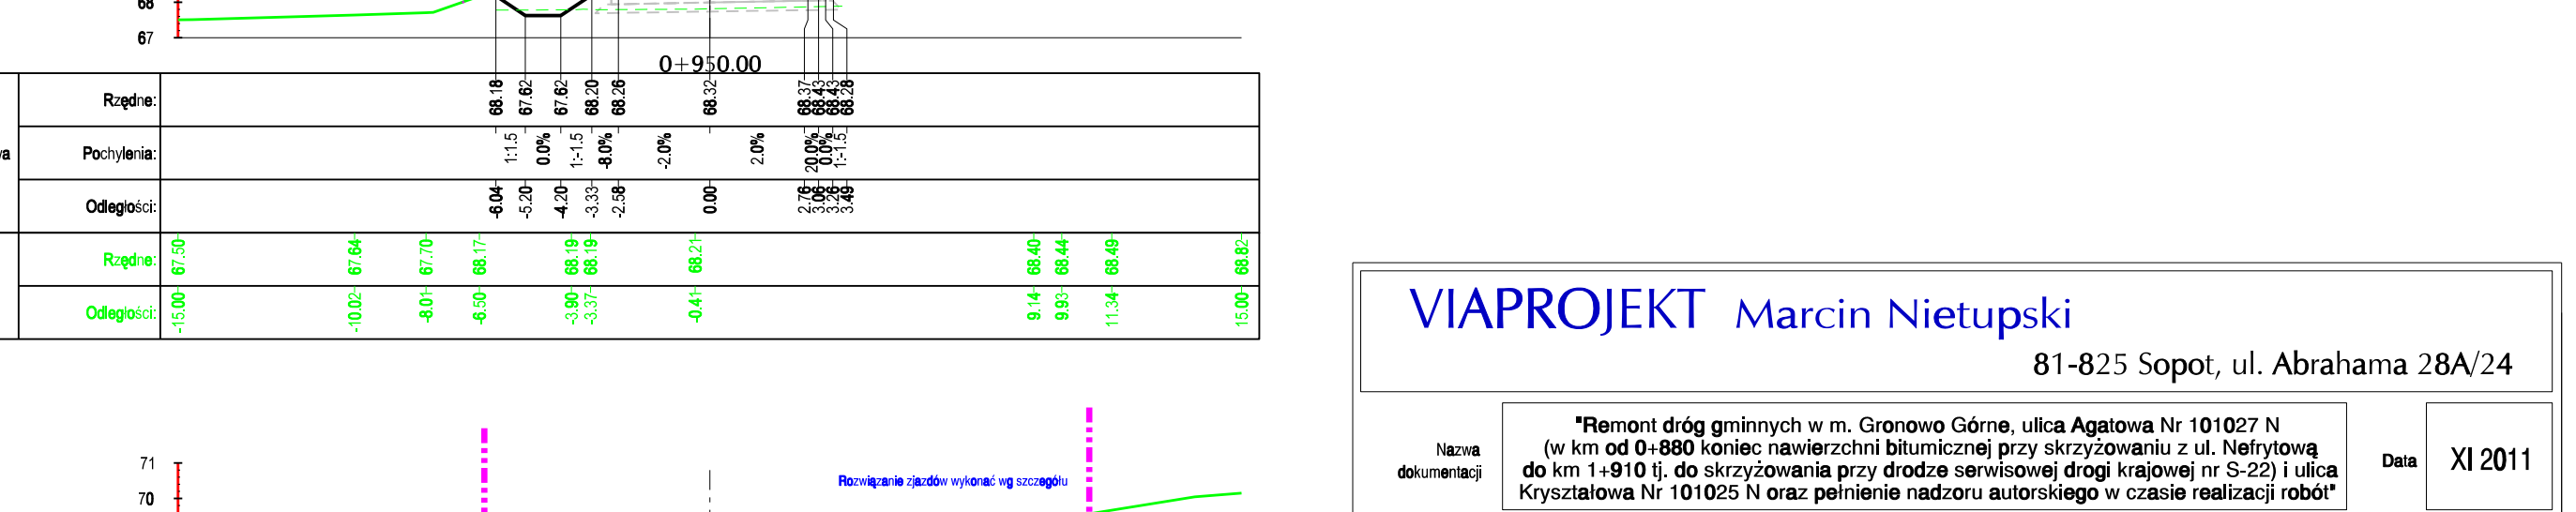 68
67
0+950.00
Rzędne: 68.18 67.62 67.62 68.20 68.26 68.32 68.37 68.43 68.43 68.28
Pochylenia: 1:1.5 0.0% 1:-1.5 -8.0% -2.0% 2.0% 20.0% 0.0% 1:-1.5
Odległości: -6.04 -5.20 -4.20 -3.33 -2.58 0.00 2.76 3.06 3.26 3.49
Rzędne: 67.50 67.64 67.70 68.17 68.19 68.19 68.21 68.40 68.44 68.49 68.82
Odległości: -15.00 -10.02 -8.01 -6.50 -3.90 -3.37 -0.41 9.14 9.93 11.34 15.00
71
70
Rozwiązanie zjazdów wykonać wg szczegółu
VIAPROJEKT Marcin Nietupski
81-825 Sopot, ul. Abrahama 28A/24
Nazwa
dokumentacji
"Remont dróg gminnych w m. Gronowo Górne, ulica Agatowa Nr 101027 N
(w km od 0+880 koniec nawierzchni bitumicznej przy skrzyżowaniu z ul. Nefrytową
do km 1+910 tj. do skrzyżowania przy drodze serwisowej drogi krajowej nr S-22) i ulica
Kryształowa Nr 101025 N oraz pełnienie nadzoru autorskiego w czasie realizacji robót"
Data
XI 2011